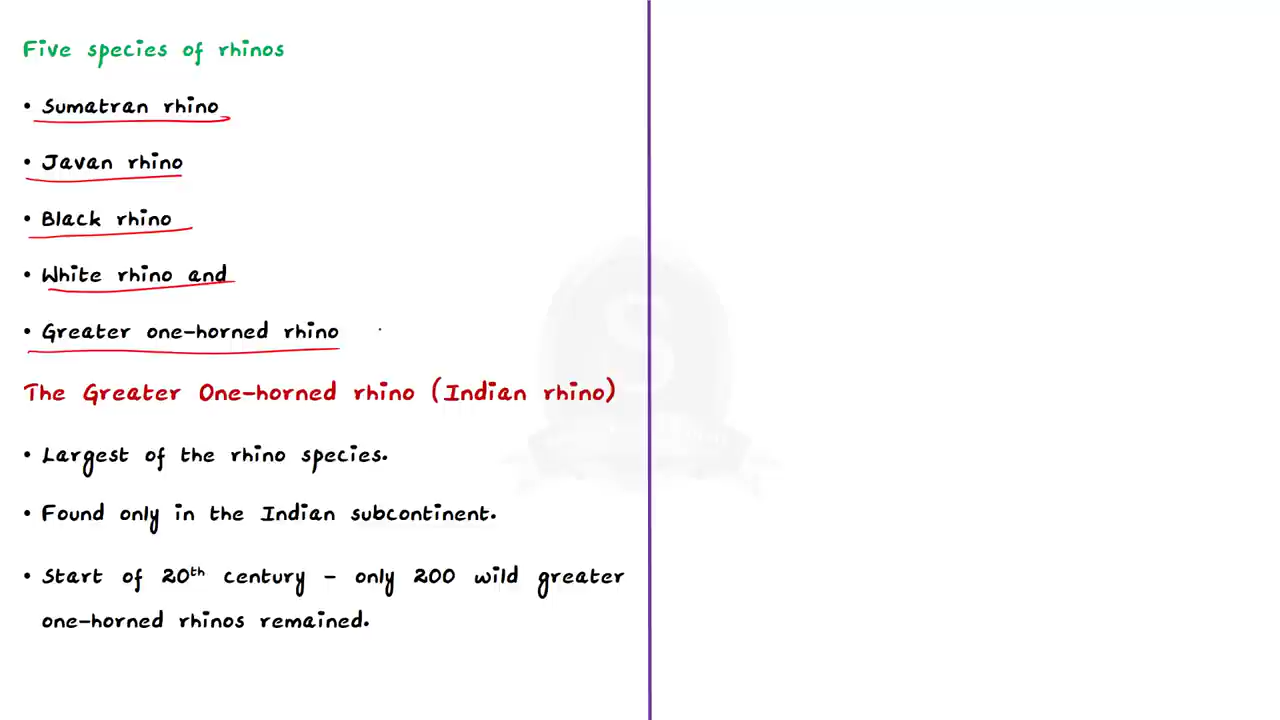 Five species of rhinos
• Sumatran rhino
• Javan rhino
• Black rhino
• White rhino and
• Greater one-horned rhino
The Greater One-horned rhino (Indian rhino)
• Largest of the rhino species.
• Found only in the Indian subcontinent.
• Start of 20th century – only 200 wild greater
one-horned rhinos remained.